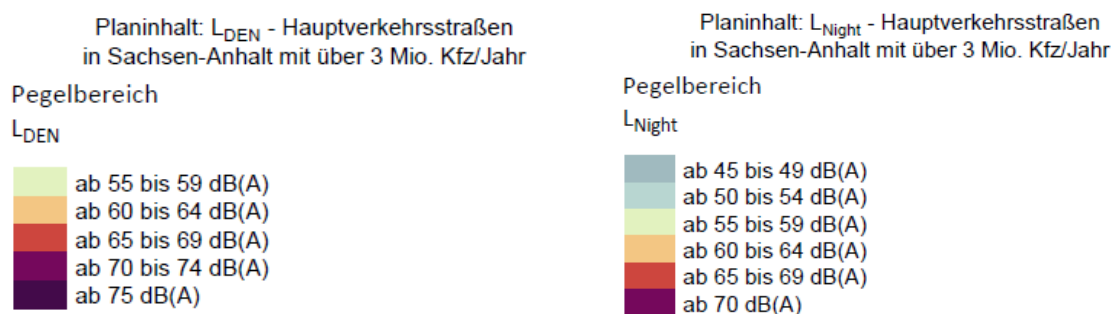 Planinhalt: LDEN - Hauptverkehrsstraßen
in Sachsen-Anhalt mit über 3 Mio. Kfz/Jahr
Pegelbereich
LDEN
ab 55 bis 59 dB(A)
ab 60 bis 64 dB(A)
ab 65 bis 69 dB(A)
ab 70 bis 74 dB(A)
ab 75 dB(A)
Planinhalt: LNight - Hauptverkehrsstraßen
in Sachsen-Anhalt mit über 3 Mio. Kfz/Jahr
Pegelbereich
LNight
ab 45 bis 49 dB(A)
ab 50 bis 54 dB(A)
ab 55 bis 59 dB(A)
ab 60 bis 64 dB(A)
ab 65 bis 69 dB(A)
ab 70 dB(A)